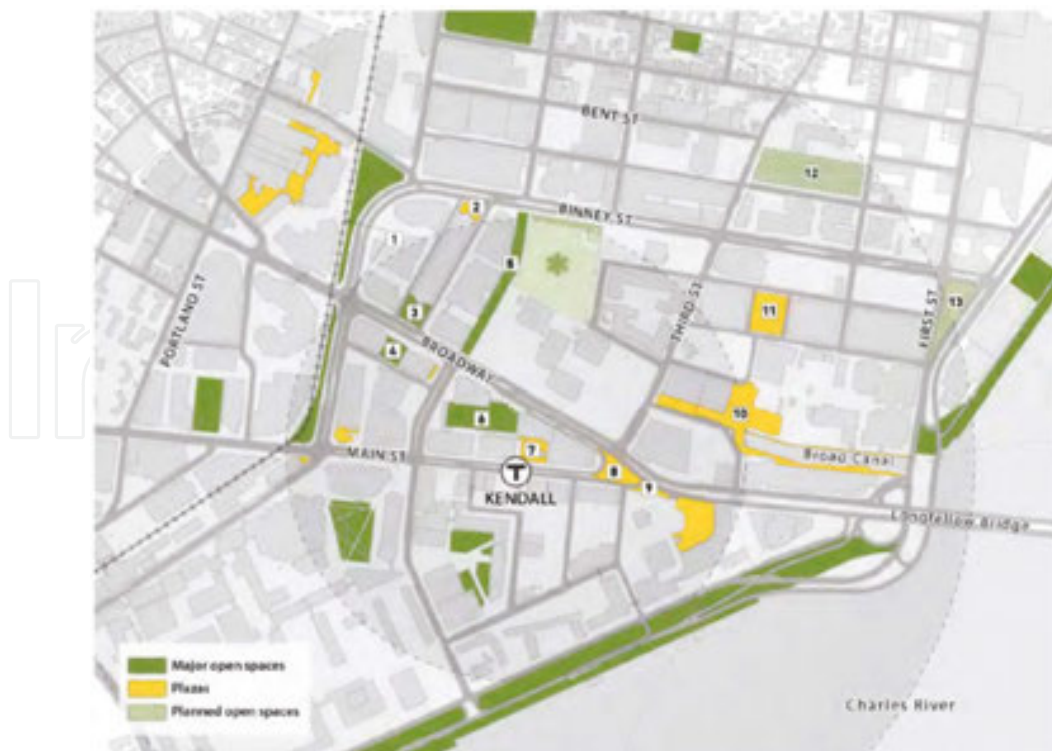 BENT ST
12
BINNEY ST
2
1
5
PORTLAND ST
3
THIRD ST
11
FIRST ST
13
4
BROADWAY
6
10
MAIN ST
7
Broad Canal
T
8
9
KENDALL
Longfellow Bridge
Major open spaces
Plazas
Planned open spaces
Charles River